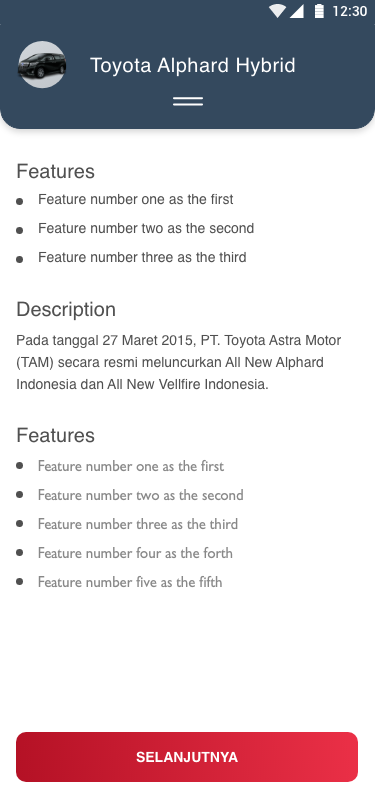 12:30
Toyota Alphard Hybrid
Features
Feature number one as the first
Feature number two as the second
Feature number three as the third
Description
Pada tanggal 27 Maret 2015, PT. Toyota Astra Motor
(TAM) secara resmi meluncurkan All New Alphard
Indonesia dan All New Vellfire Indonesia.
Features
Feature number one as the first
Feature number two as the second
Feature number three as the third
Feature number four as the forth
Feature number five as the fifth
SELANJUTNYA